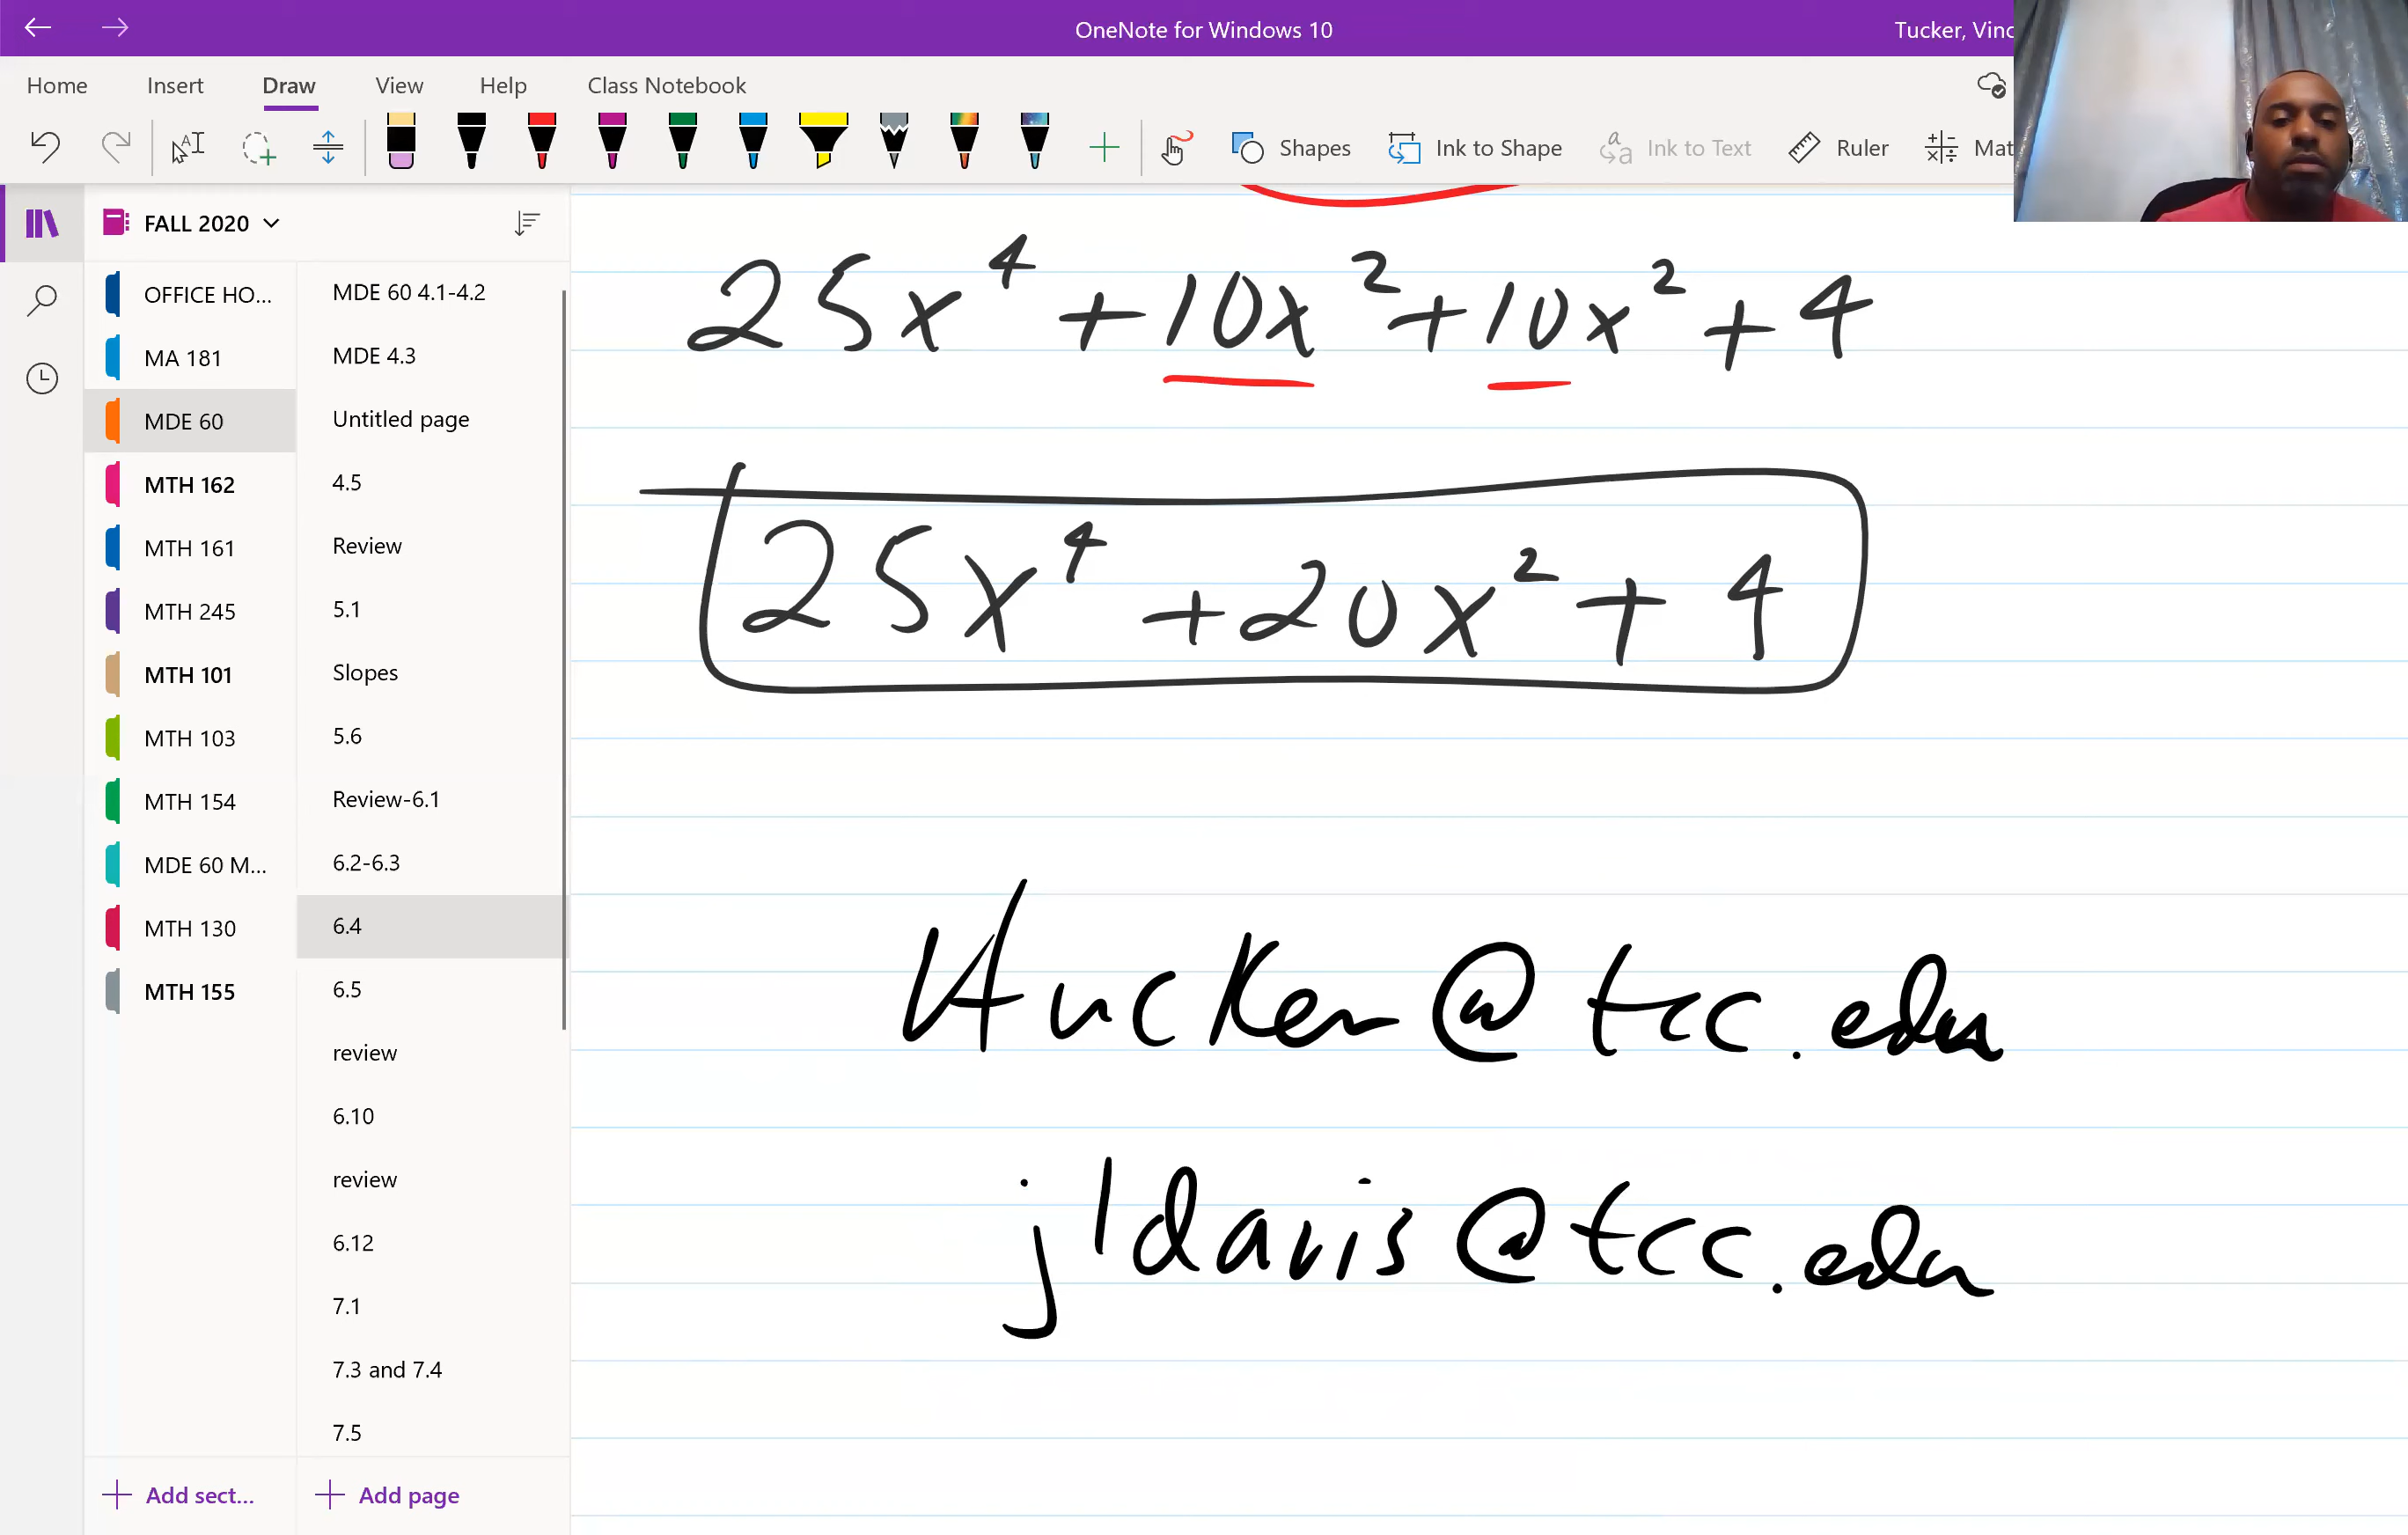 OneNote for Windows 10
Tucker, Vinc
Home Insert Draw View Help Class Notebook
Shapes Ink to Shape Ink to Text Ruler Mat
FALL 2020
OFFICE HO...
MA 181
MDE 60
MTH 162
MTH 161
MTH 245
MTH 101
MTH 103
MTH 154
MDE 60 M...
MTH 130
MTH 155
Add sect...
MDE 60 4.1-4.2
MDE 4.3
Untitled page
4.5
Review
5.1
Slopes
5.6
Review-6.1
6.2-6.3
6.4
6.5
review
6.10
review
6.12
7.1
7.3 and 7.4
7.5
Add page
25x⁴ + 10x² + 10x² + 4
25x⁴ + 20x² + 4
vtucker@tcc.edu
jldavis@tcc.edu